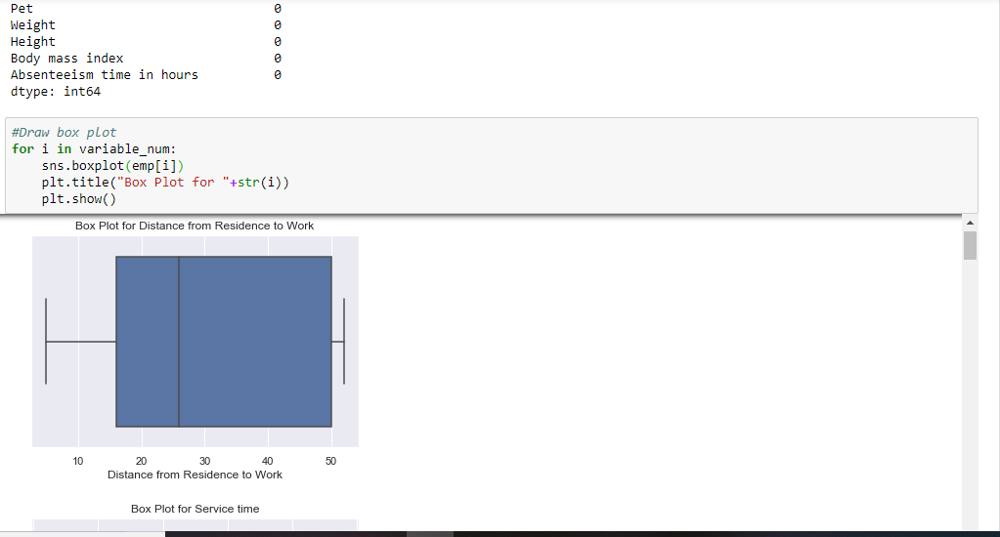 Pet 0
Weight 0
Height 0
Body mass index 0
Absenteeism time in hours 0
dtype: int64
#Draw box plot
for i in variable_num:
    sns.boxplot(emp[i])
    plt.title("Box Plot for "+str(i))
    plt.show()
Box Plot for Distance from Residence to Work
10 20 30 40 50
Distance from Residence to Work
Box Plot for Service time